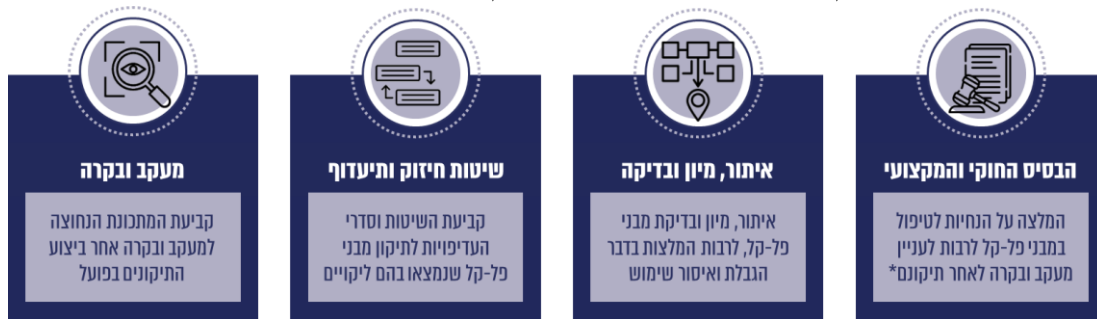 הבסיס החוקי והמקצועי
המלצה על הנחיות לטיפול
במבני פל-קל לרבות לעניין
מעקב ובקרה לאחר תיקונם*
איתור, מיון ובדיקה
איתור, מיון ובדיקת מבני
פל-קל, לרבות המלצות בדבר
הגבלת ואיסור שימוש
שיטות חיזוק ותיעדוף
קביעת השיטות וסדרי
העדיפויות לתיקון מבני
פל-קל שנמצאו בהם ליקויים
מעקב ובקרה
קביעת המתכונת הנחוצה
למעקב ובקרה אחר ביצוע
התיקונים בפועל